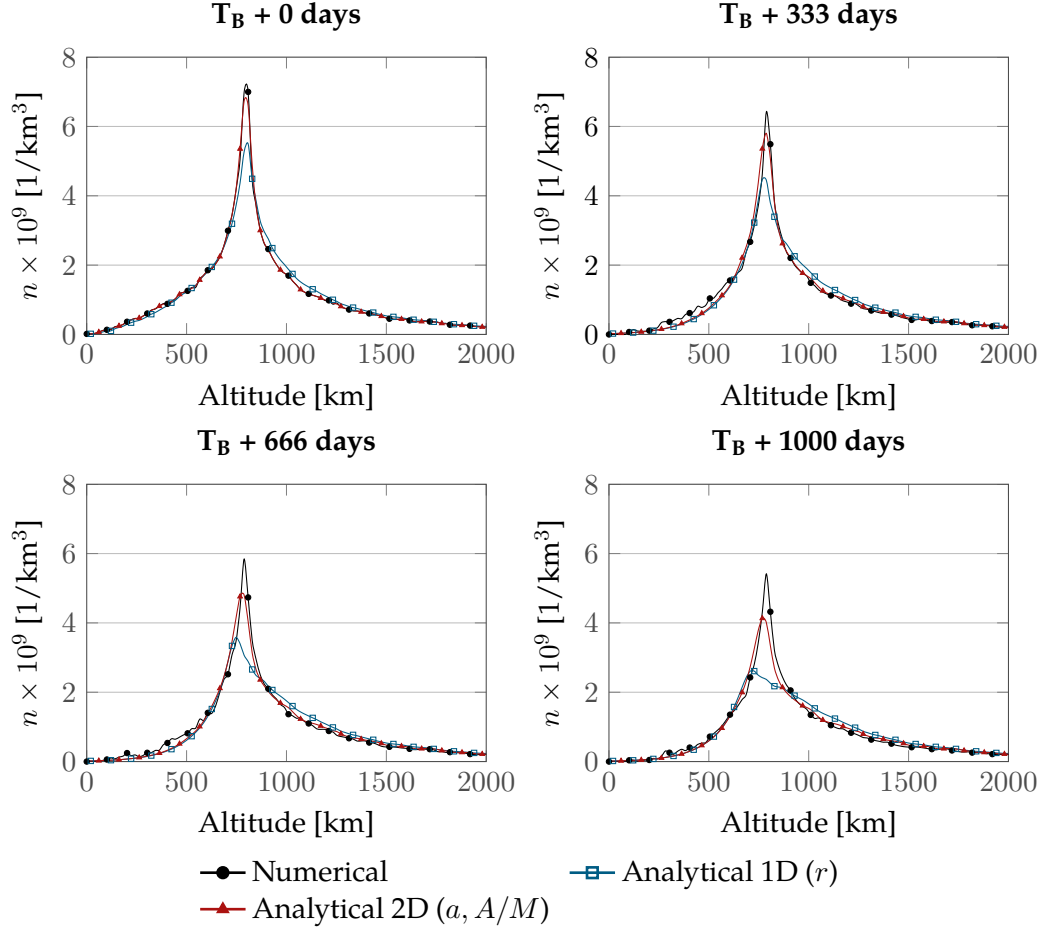 T_B + 0 days
T_B + 333 days
n × 10^9 [1/km^3]
8
6
4
2
0
0 500 1000 1500 2000
Altitude [km]
n × 10^9 [1/km^3]
8
6
4
2
0
0 500 1000 1500 2000
Altitude [km]
T_B + 666 days
T_B + 1000 days
n × 10^9 [1/km^3]
8
6
4
2
0
0 500 1000 1500 2000
Altitude [km]
n × 10^9 [1/km^3]
8
6
4
2
0
0 500 1000 1500 2000
Altitude [km]
Numerical
Analytical 1D (r)
Analytical 2D (a, A/M)